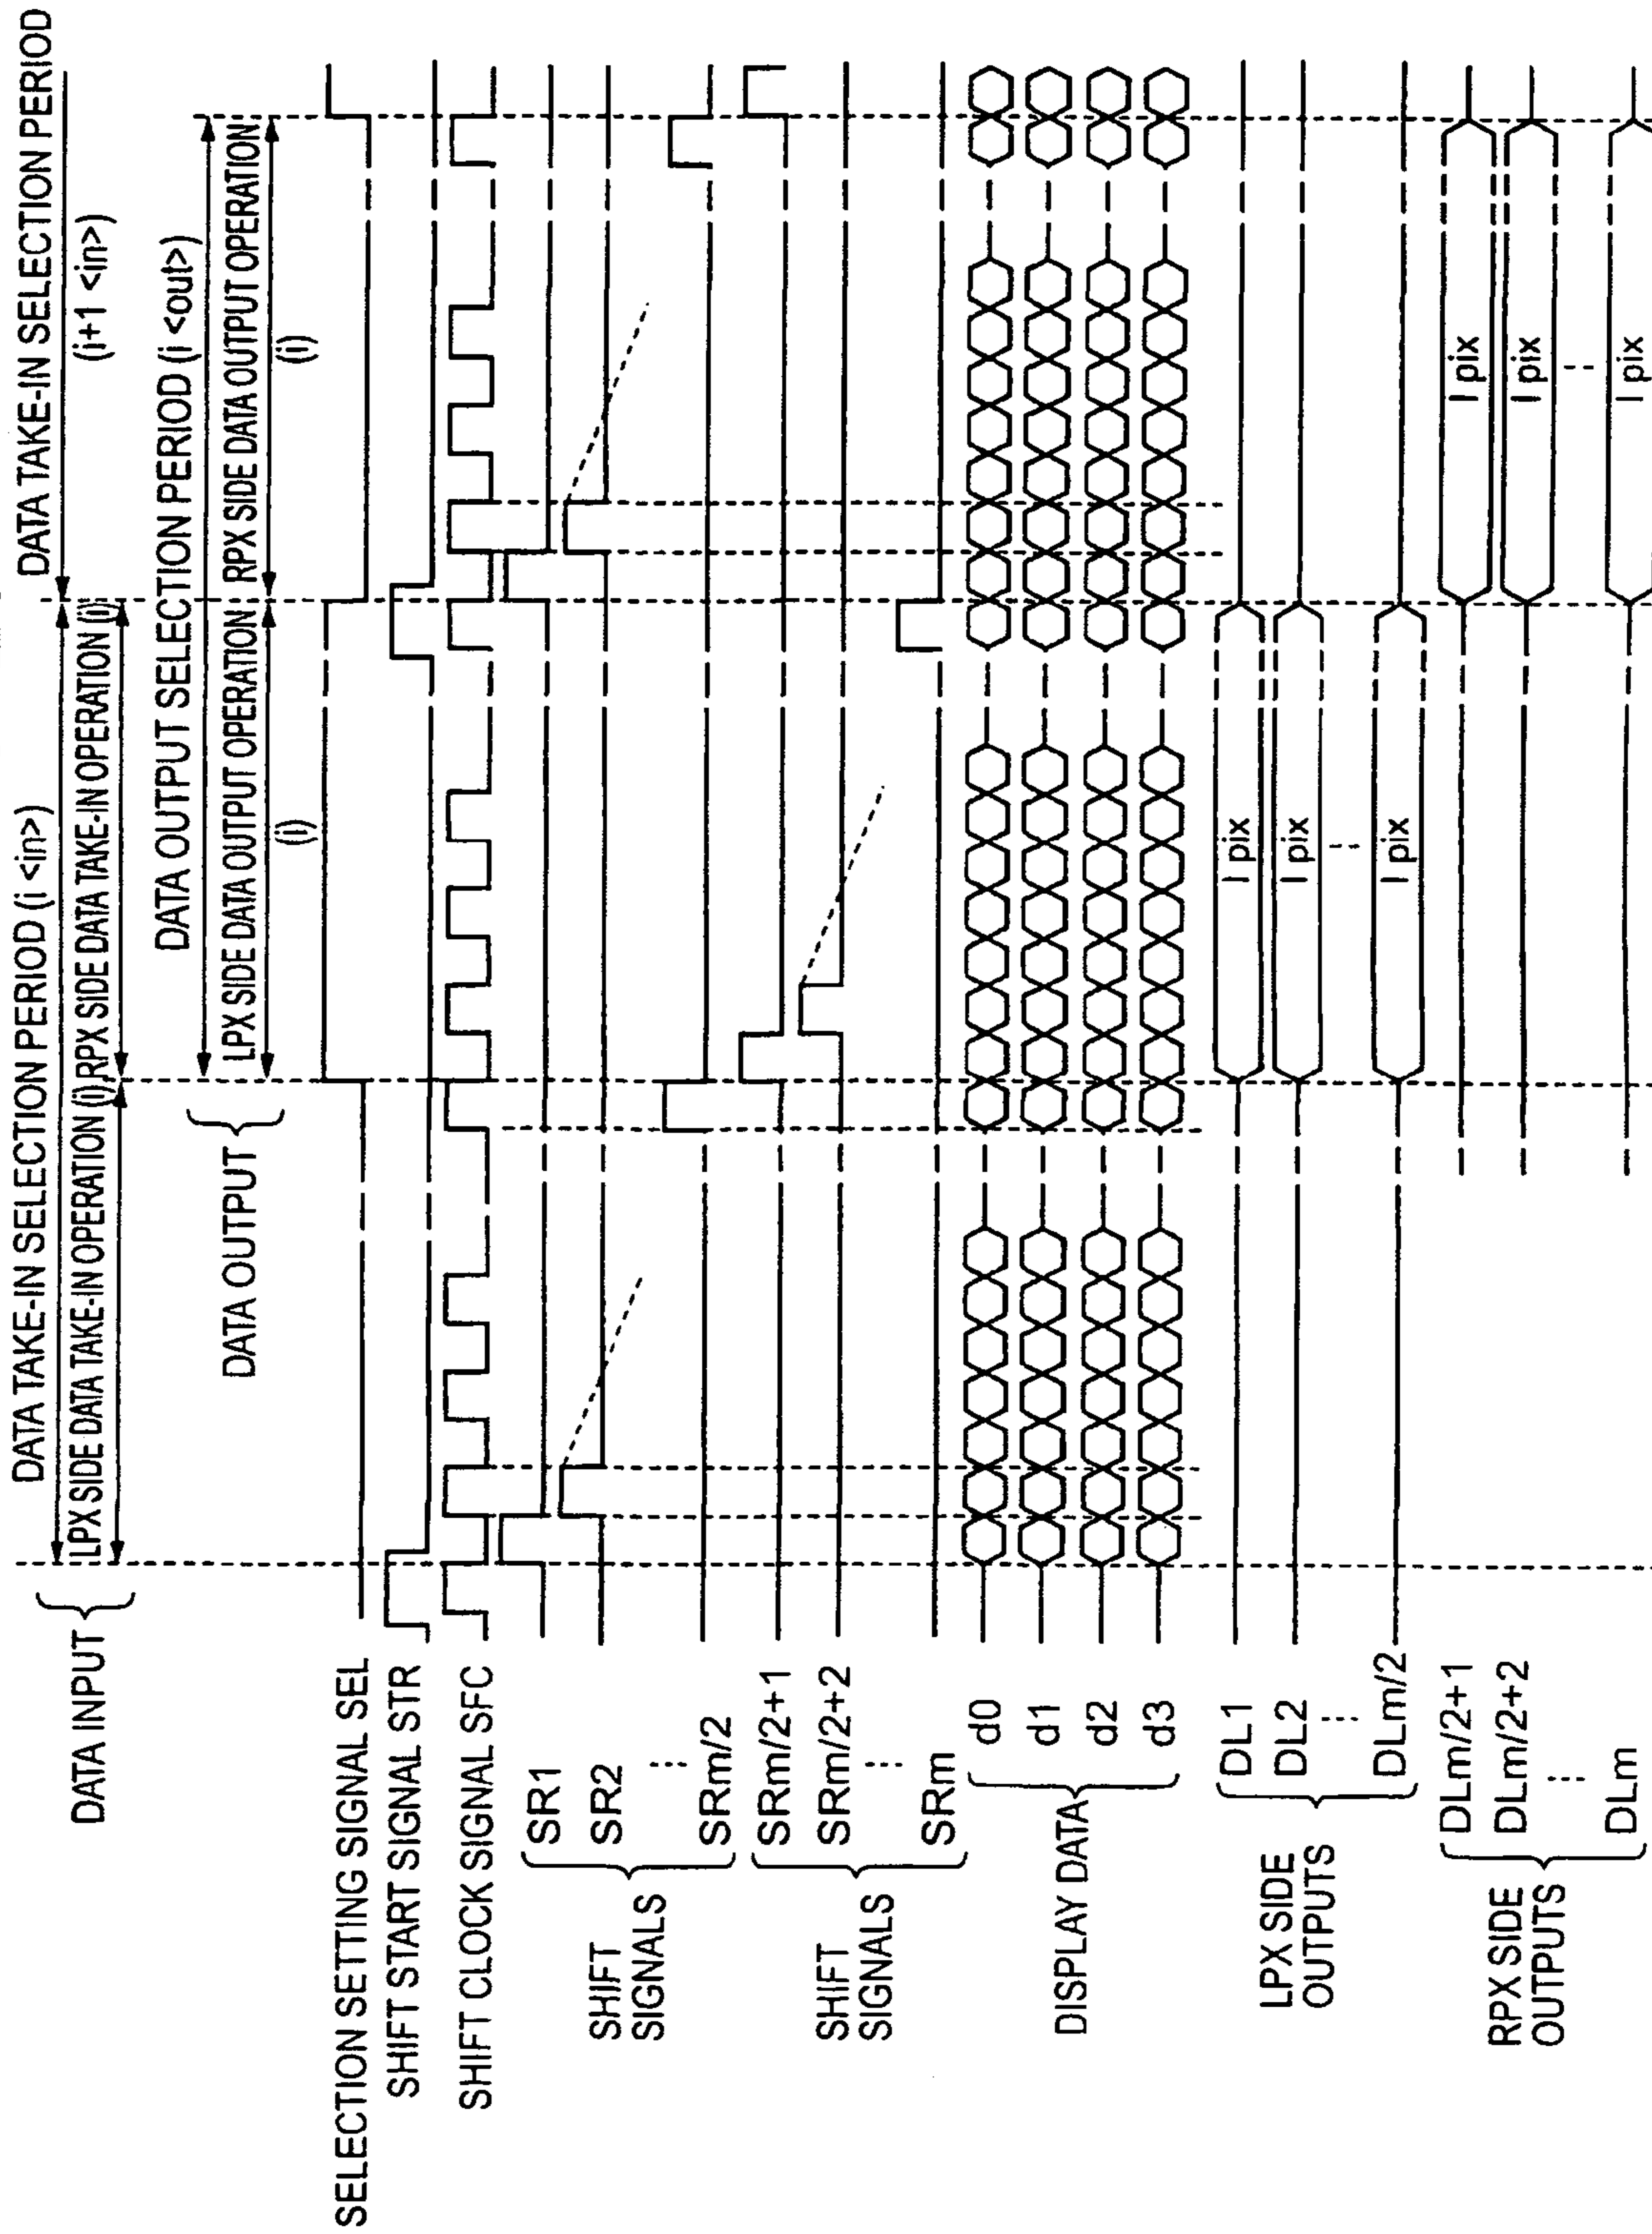 DATA INPUT
DATA TAKE-IN SELECTION PERIOD (i <in>)
DATA TAKE-IN SELECTION PERIOD
(i+1 <in>)
LPX SIDE DATA TAKE-IN OPERATION (i)
RPX SIDE DATA TAKE-IN OPERATION (i)
DATA OUTPUT
DATA OUTPUT SELECTION PERIOD (i <out>)
LPX SIDE DATA OUTPUT OPERATION
(i)
RPX SIDE DATA OUTPUT OPERATION
(i)
SELECTION SETTING SIGNAL SEL
SHIFT START SIGNAL STR
SHIFT CLOCK SIGNAL SFC
SHIFT
SIGNALS
SR1
SR2
SRm/2
SHIFT
SIGNALS
SRm/2+1
SRm/2+2
SRm
DISPLAY DATA
d0
d1
d2
d3
LPX SIDE
OUTPUTS
DL1
I pix
DL2
I pix
DLm/2
I pix
RPX SIDE
OUTPUTS
DLm/2+1
I pix
DLm/2+2
I pix
DLm
I pix